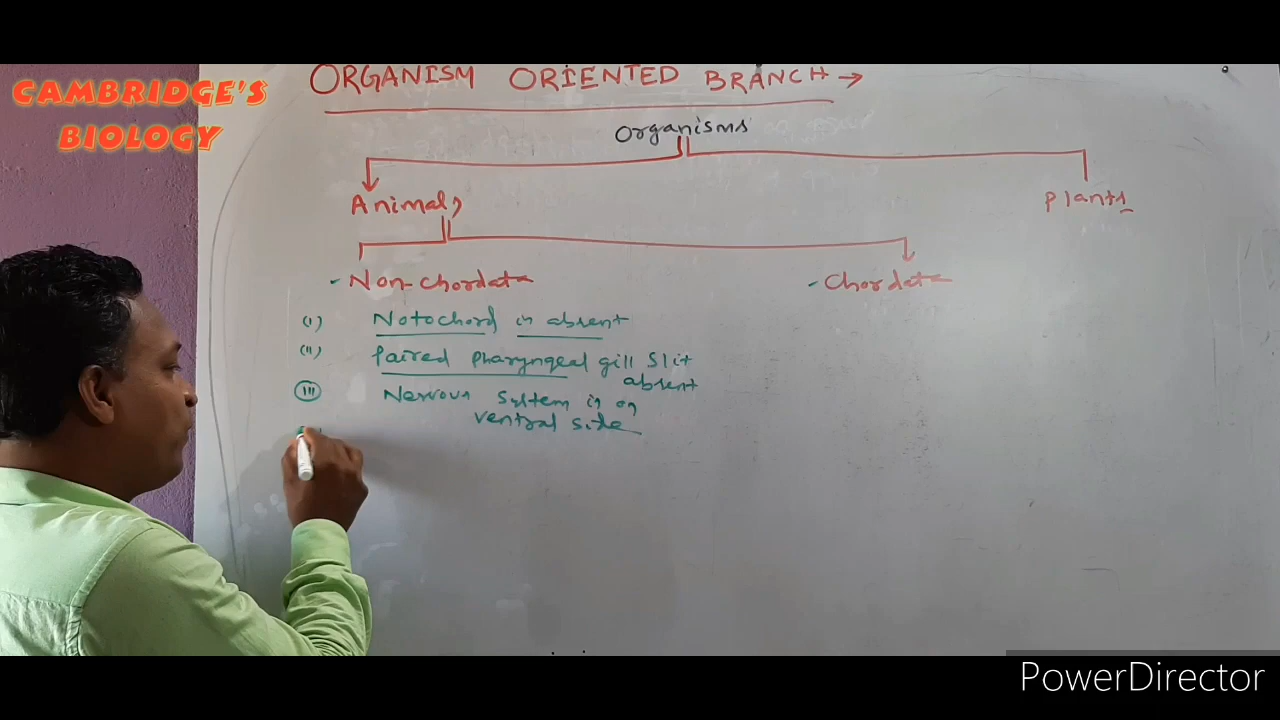 CAMBRIDGE'S
BIOLOGY
ORGANISM ORIENTED BRANCH →
Organisms
Animals
Plants
- Non-chordata
- Chordata
(I) Notochord is absent
(II) Paired Pharyngeal gill slit
absent
(III) Nervous system is on
ventral side
PowerDirector